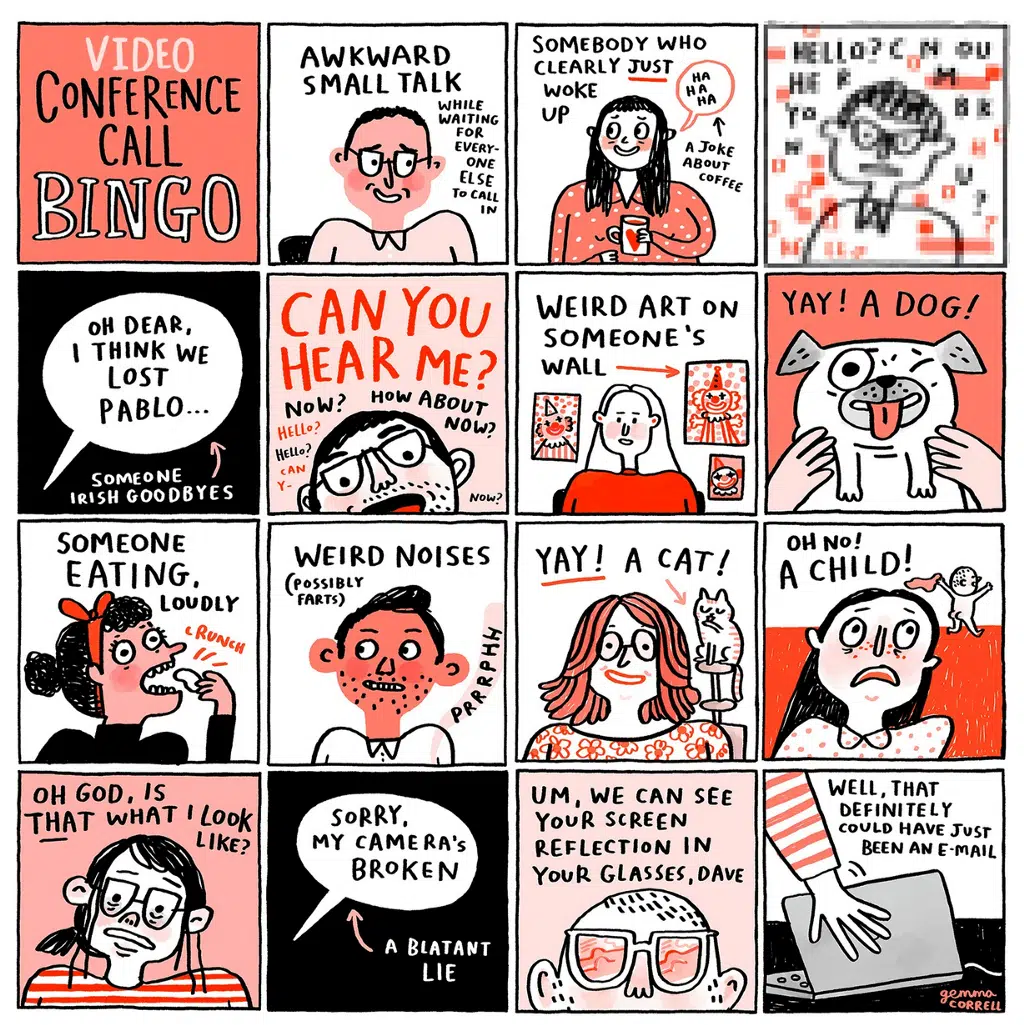 VIDEO
CONFERENCE
CALL
BINGO
AWKWARD
SMALL TALK
WHILE
WAITING
FOR
EVERY-
ONE
ELSE
TO CALL
IN
SOMEBODY WHO
CLEARLY JUST
WOKE
UP
HA
HA
HA
A JOKE
ABOUT
COFFEE
HELLO?
OH DEAR,
I THINK WE
LOST
PABLO...
SOMEONE
IRISH GOODBYES
CAN YOU
HEAR ME?
NOW?
HOW ABOUT
NOW?
HELLO?
HELLO?
CAN
Y-
NOW?
WEIRD ART ON
SOMEONE'S
WALL
YAY! A DOG!
SOMEONE
EATING,
LOUDLY
CRUNCH
WEIRD NOISES
(POSSIBLY
FARTS)
PRRRPHH
YAY! A CAT!
OH NO!
A CHILD!
OH GOD, IS
THAT WHAT I LOOK
LIKE?
SORRY,
MY CAMERA'S
BROKEN
A BLATANT
LIE
UM, WE CAN SEE
YOUR SCREEN
REFLECTION IN
YOUR GLASSES, DAVE
WELL, THAT
DEFINITELY
COULD HAVE JUST
BEEN AN E-MAIL
gemma
CORRELL